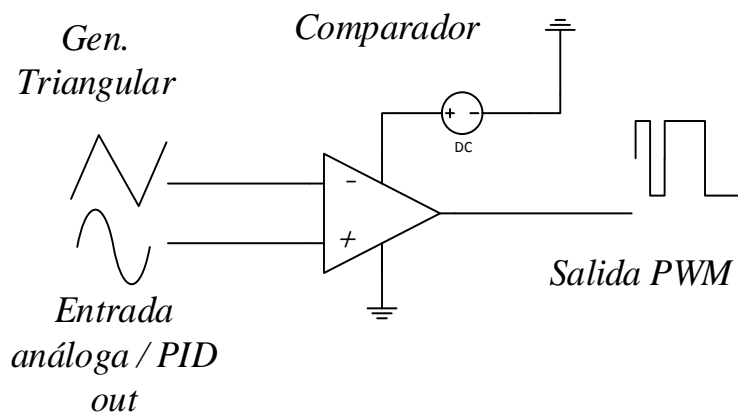 Gen.
Triangular
Comparador
+ -
DC
-
+
Salida PWM
Entrada
análoga / PID
out